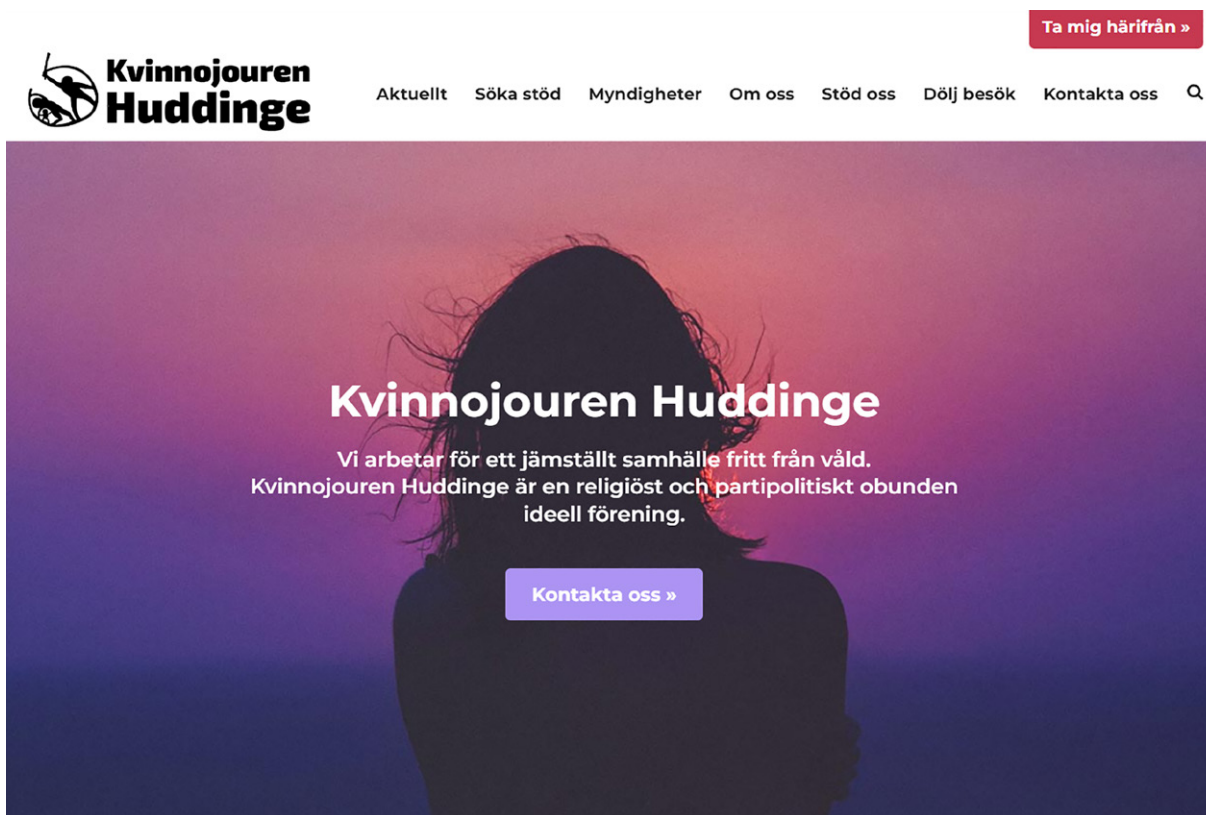 Ta mig härifrån »
Kvinnojouren
Huddinge
Aktuellt Söka stöd Myndigheter Om oss Stöd oss Dölj besök Kontakta oss
Kvinnojouren Huddinge
Vi arbetar för ett jämställt samhälle fritt från våld.
Kvinnojouren Huddinge är en religiöst och partipolitiskt obunden
ideell förening.
Kontakta oss »